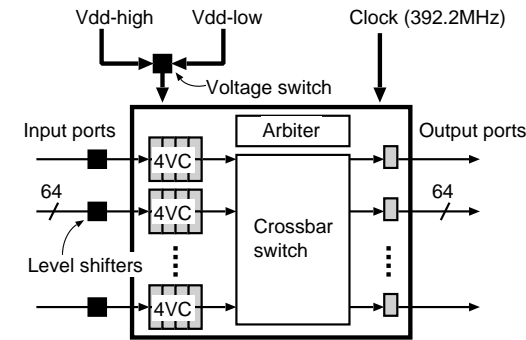 Vdd-high
Vdd-low
Clock (392.2MHz)
Voltage switch
Input ports
Arbiter
Output ports
4VC
64
4VC
64
Crossbar
switch
Level shifters
4VC